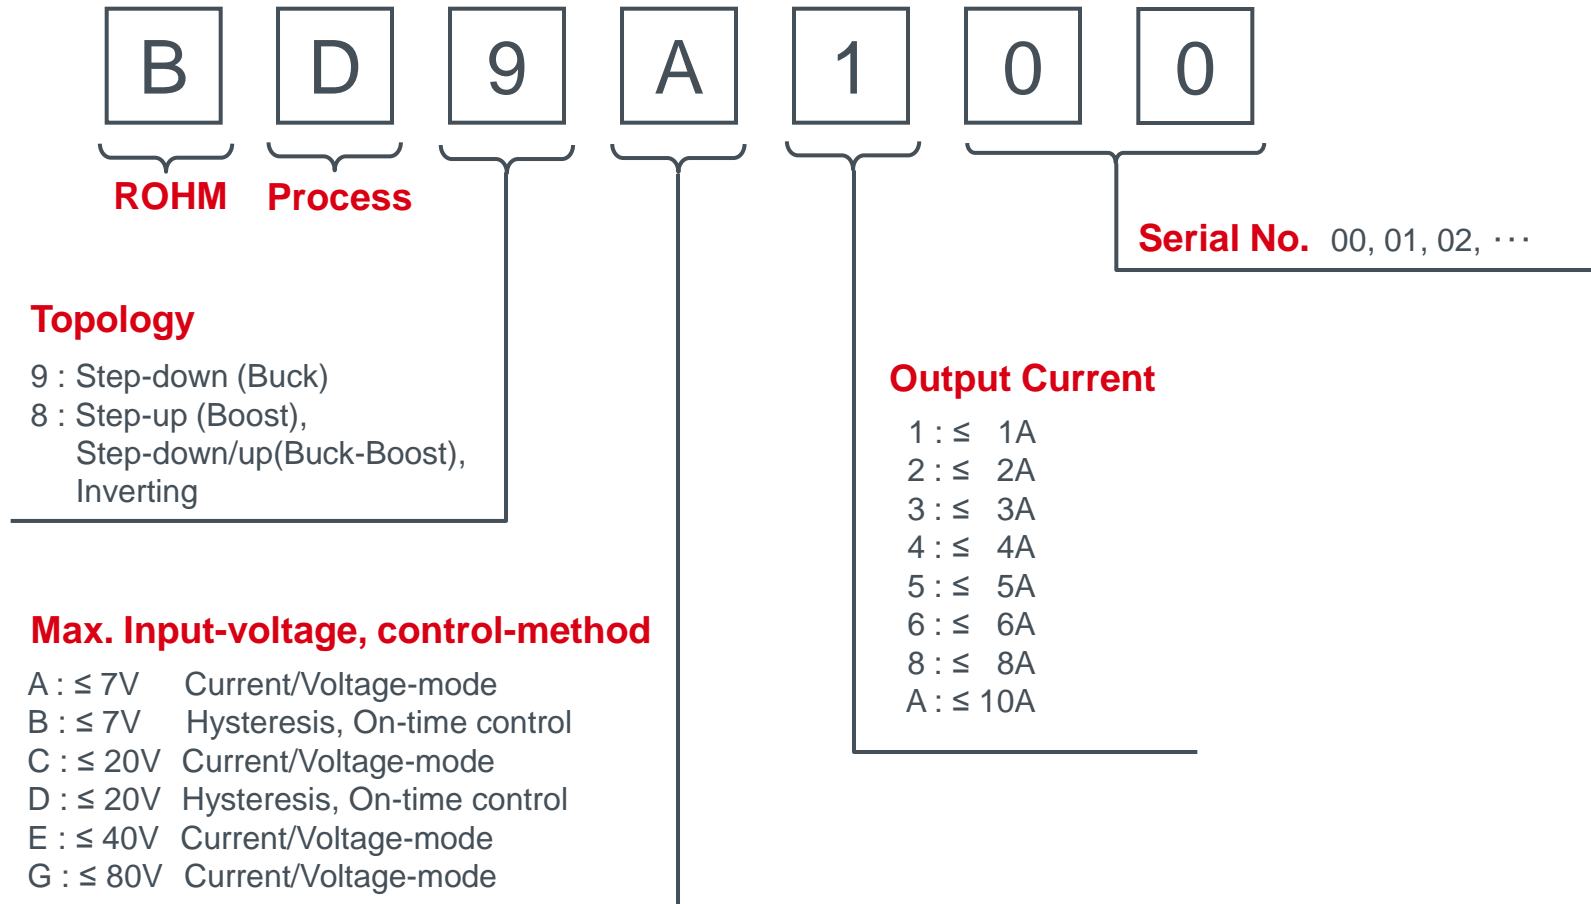 B D 9 A 1 0 0
ROHM Process
Serial No. 00, 01, 02, ···
Topology
9 : Step-down (Buck)
8 : Step-up (Boost),
Step-down/up(Buck-Boost),
Inverting
Output Current
1 : ≤ 1A
2 : ≤ 2A
3 : ≤ 3A
4 : ≤ 4A
5 : ≤ 5A
6 : ≤ 6A
8 : ≤ 8A
A : ≤ 10A
Max. Input-voltage, control-method
A : ≤ 7V Current/Voltage-mode
B : ≤ 7V Hysteresis, On-time control
C : ≤ 20V Current/Voltage-mode
D : ≤ 20V Hysteresis, On-time control
E : ≤ 40V Current/Voltage-mode
G : ≤ 80V Current/Voltage-mode